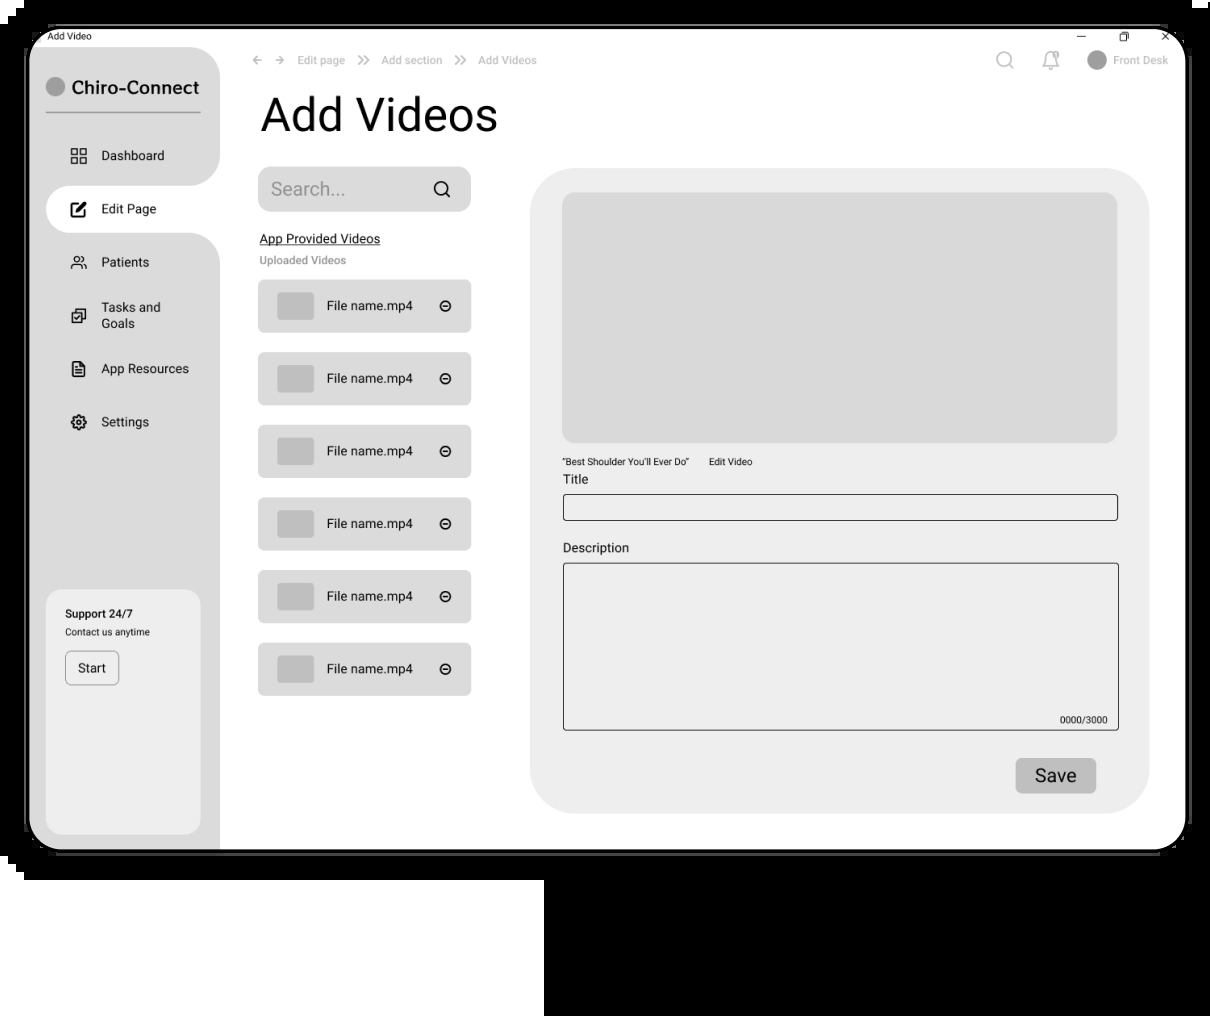 Add Video
Chiro-Connect
Dashboard
Edit Page
Patients
Tasks and
Goals
App Resources
Settings
Support 24/7
Contact us anytime
Start
Edit page
Add section
Add Videos
Front Desk
Add Videos
Search...
App Provided Videos
Uploaded Videos
File name.mp4
File name.mp4
File name.mp4
File name.mp4
File name.mp4
File name.mp4
"Best Shoulder You'll Ever Do" Edit Video
Title
Description
0000/3000
Save